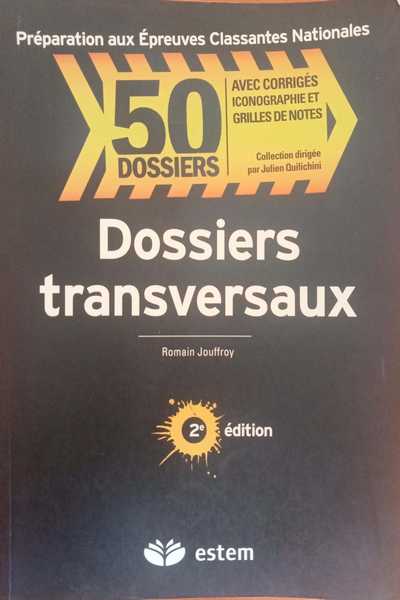 Préparation aux Épreuves Classantes Nationales
50
DOSSIERS
AVEC CORRIGÉS
ICONOGRAPHIE ET
GRILLES DE NOTES
Collection dirigée
par Julien Quilichini
Dossiers
transversaux
Romain Jouffroy
2e édition
estem